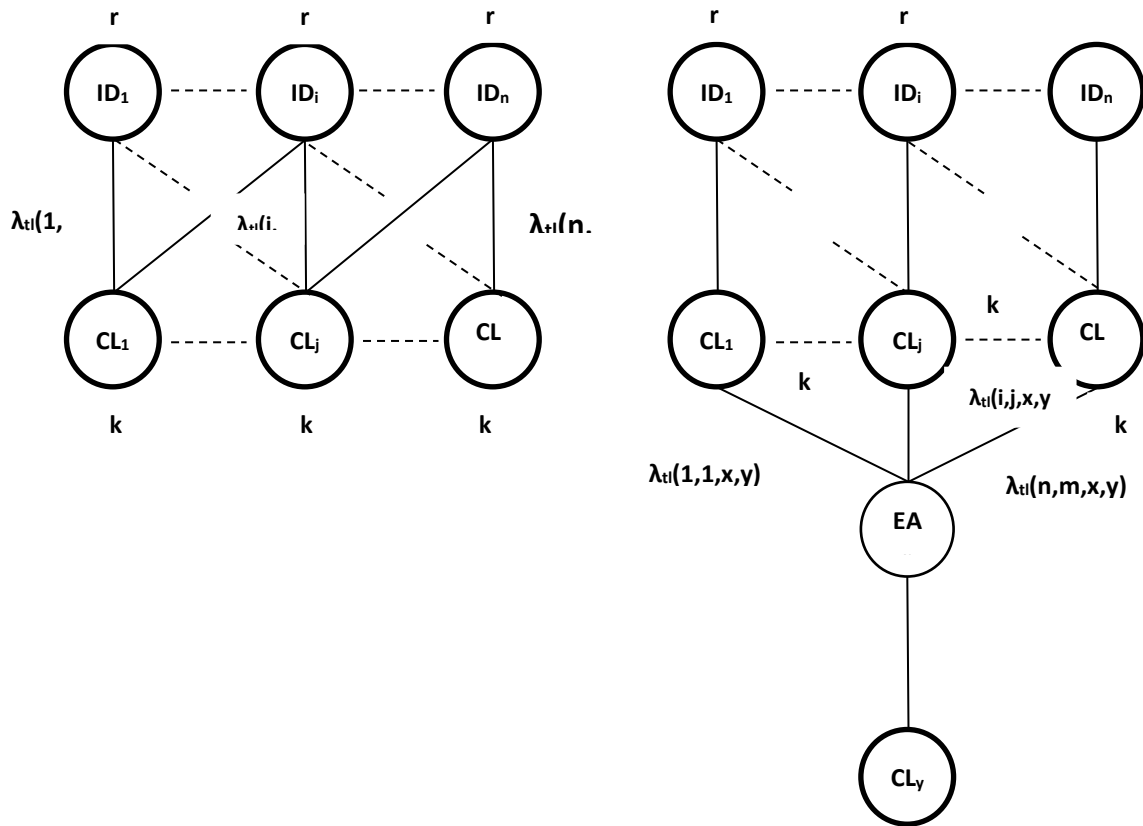 r r r r r
ID₁ IDᵢ IDₙ ID₁ IDᵢ IDₙ
λₜₗ(1, λₜₗ(i, λₜₗ(n,
k
CL₁ CLⱼ CL CL₁ CLⱼ CL
k
λₜₗ(i,j,x,y
k k k k
λₜₗ(1,1,x,y) λₜₗ(n,m,x,y)
EA
CLᵧ